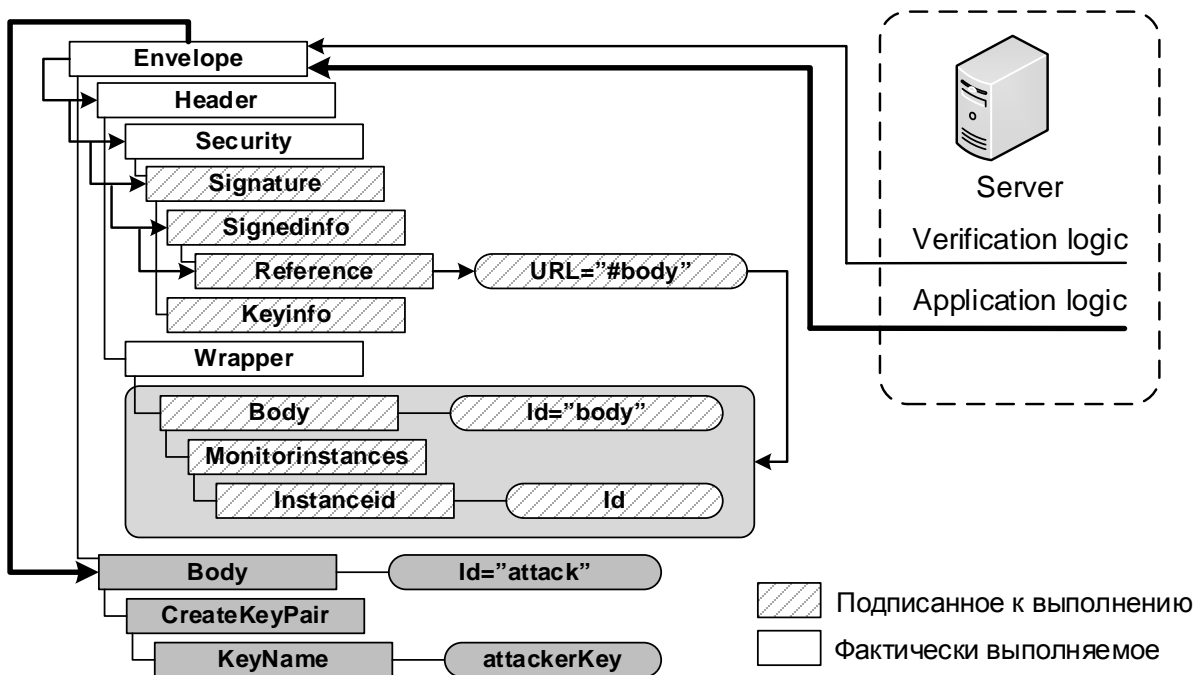 Envelope
Header
Security
Signature
Signedinfo
Reference
URL=”#body”
Keyinfo
Wrapper
Body
Id=”body”
Monitorinstances
Instanceid
Id
Body
Id=”attack”
CreateKeyPair
KeyName
attackerKey
Server
Verification logic
Application logic
Подписанное к выполнению
Фактически выполняемое